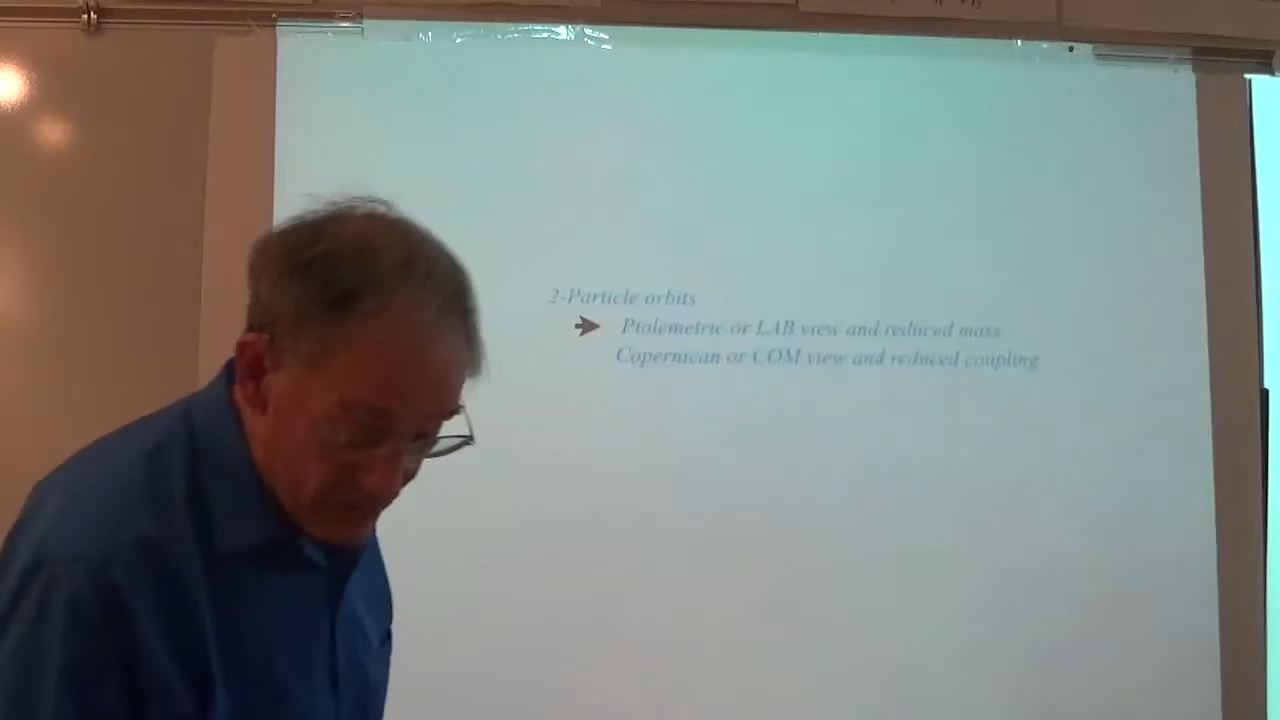 2-Particle orbits
Ptolemetric or LAB view and reduced mass
Copernican or COM view and reduced coupling